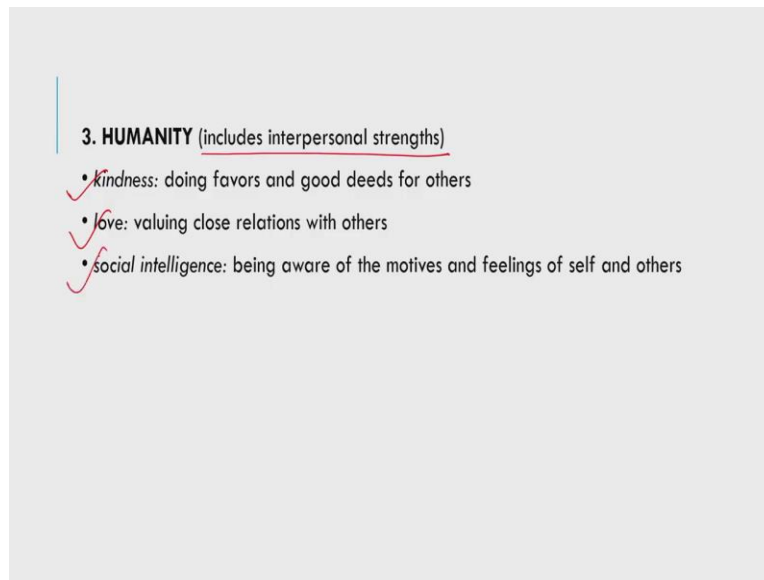 3. HUMANITY (includes interpersonal strengths)
• kindness: doing favors and good deeds for others
• love: valuing close relations with others
• social intelligence: being aware of the motives and feelings of self and others